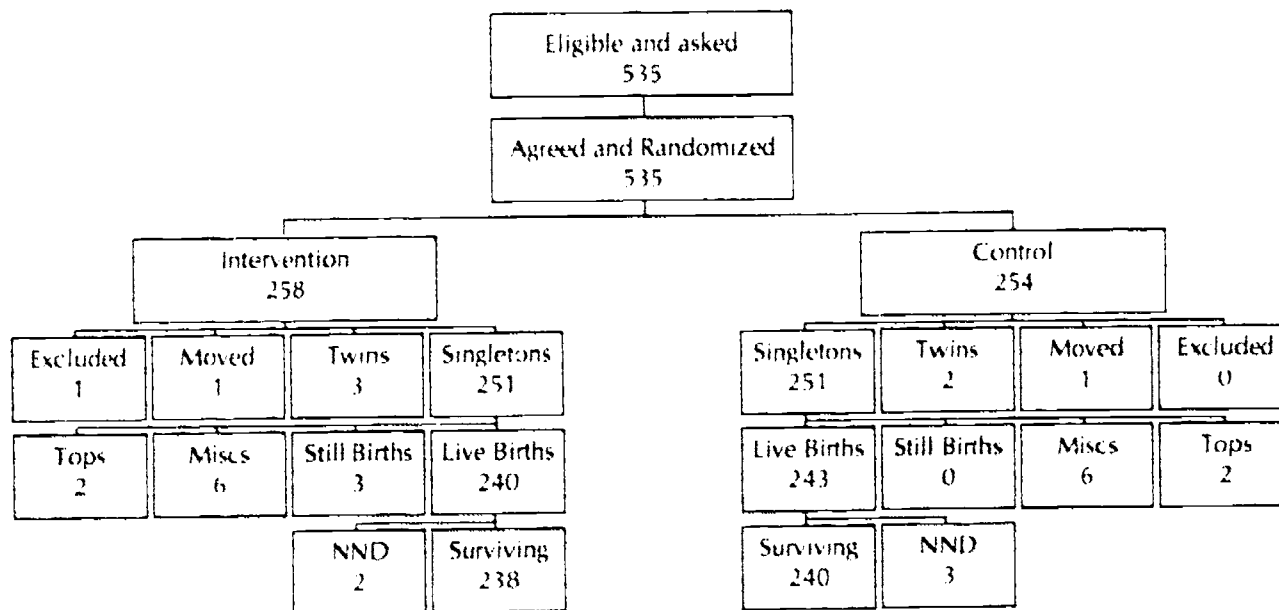 Eligible and asked
535
Agreed and Randomized
535
Intervention
258
Control
254
Excluded
1
Moved
1
Twins
3
Singletons
251
Singletons
251
Twins
2
Moved
1
Excluded
0
Tops
2
Miscs
6
Still Births
3
Live Births
240
Live Births
243
Still Births
0
Miscs
6
Tops
2
NND
2
Surviving
238
Surviving
240
NND
3